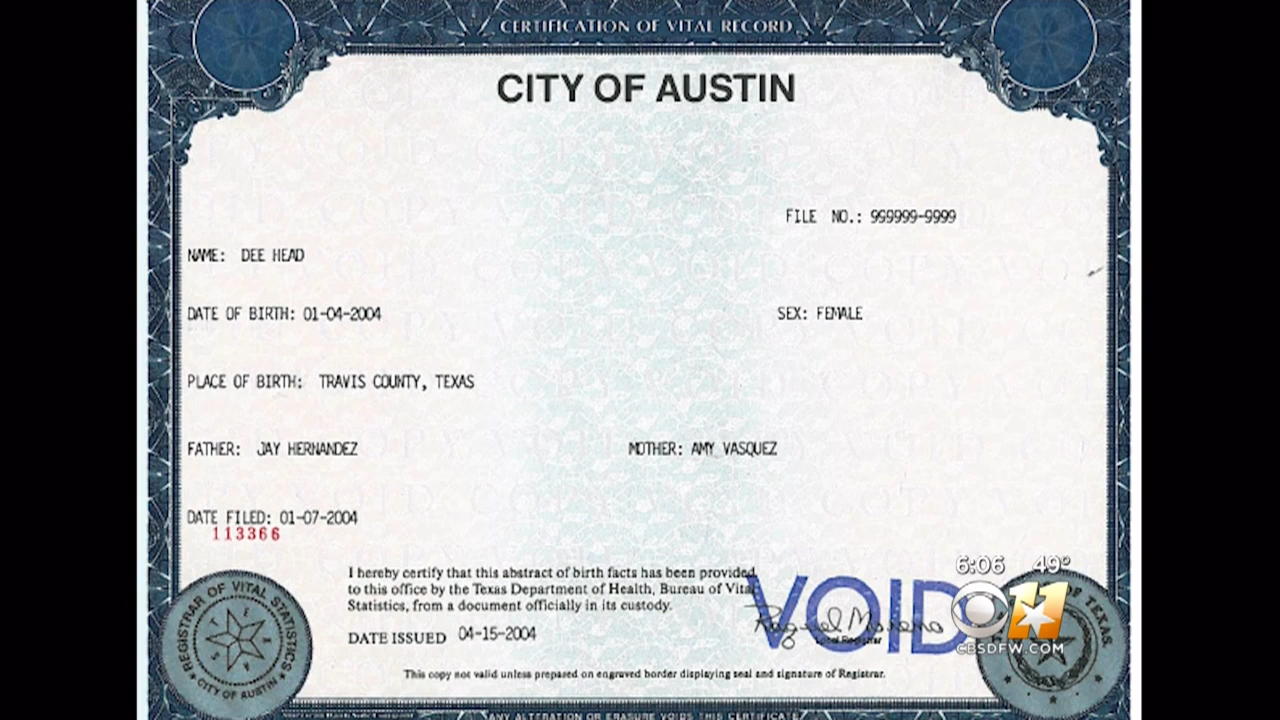 CERTIFICATION OF VITAL RECORD
CITY OF AUSTIN
FILE NO.: 999999-9999
NAME: DEE HEAD
DATE OF BIRTH: 01-04-2004 SEX: FEMALE
PLACE OF BIRTH: TRAVIS COUNTY, TEXAS
FATHER: JAY HERNANDEZ MOTHER: AMY VASQUEZ
DATE FILED: 01-07-2004
113366
I hereby certify that this abstract of birth facts has been provided
to this office by the Texas Department of Health, Bureau of Vital
Statistics, from a document officially in its custody.
DATE ISSUED 04-15-2004
VOID
Local Registrar
This copy not valid unless prepared on engraved border displaying seal and signature of Registrar.
REGISTRAR OF VITAL STATISTICS
CITY OF AUSTIN
OF TEXAS
6:06 49°
11
CBSDFW.COM
ANY ALTERATION OR ERASURE VOIDS THIS CERTIFICATE